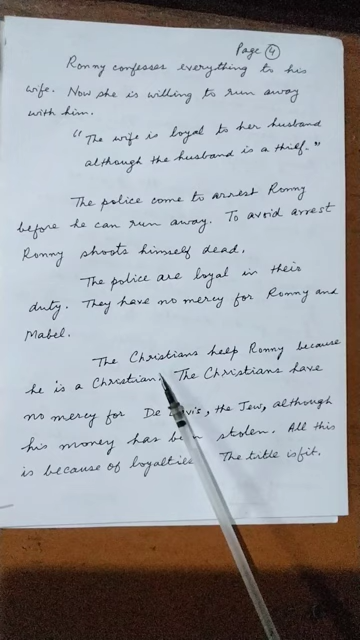 Page 4
Ronny confesses everything to his
wife. Now she is willing to run away
with him.
"The wife is loyal to her husband
although the husband is a thief."
The police come to arrest Ronny
before he can run away. To avoid arrest
Ronny shoots himself dead.
The police are loyal in their
duty. They have no mercy for Ronny and
Mabel.
The Christians help Ronny because
he is a Christian. The Christians have
no mercy for De , the Jew, although
his money has been stolen. All this
is because of loyalties The title is fit.